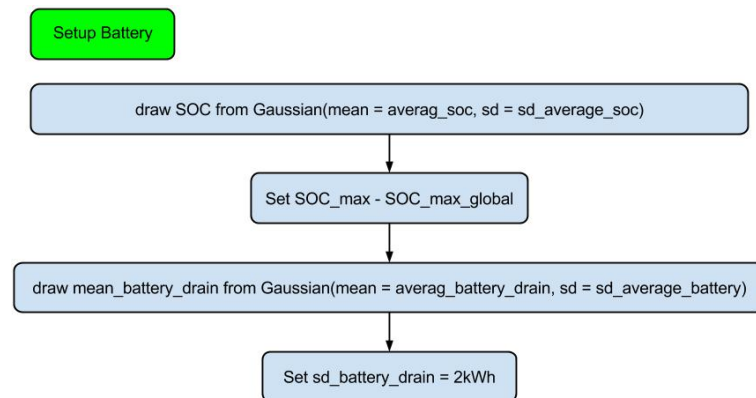 Setup Battery
draw SOC from Gaussian(mean = averag_soc, sd = sd_average_soc)
Set SOC_max - SOC_max_global
draw mean_battery_drain from Gaussian(mean = averag_battery_drain, sd = sd_average_battery)
Set sd_battery_drain = 2kWh